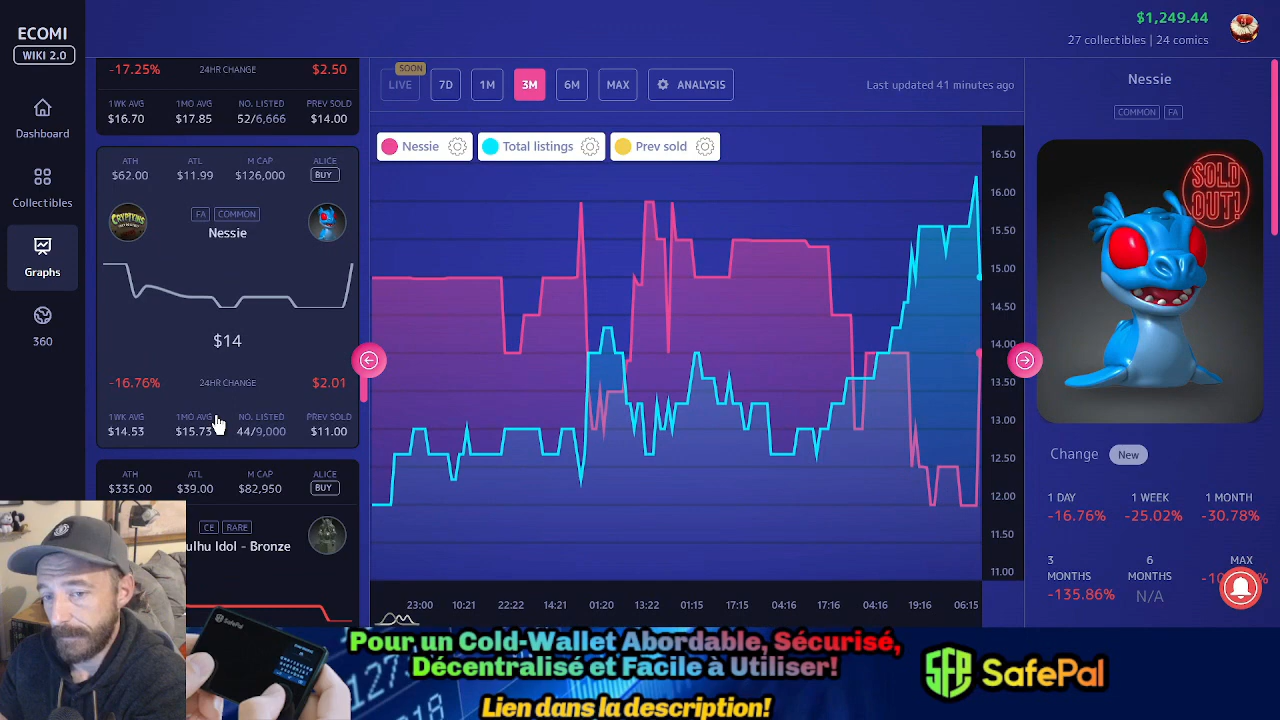 ECOMI
WIKI 2.0
Dashboard
Collectibles
Graphs
360
-17.25% 24HR CHANGE $2.50
1WK AVG 1MO AVG NO. LISTED PREV SOLD
$16.70 $17.85 52/6,666 $14.00
ATH ATL M CAP ALICE
$62.00 $11.99 $126,000 BUY
CRYPTKINS
FA COMMON
Nessie
$14
-16.76% 24HR CHANGE $2.01
1WK AVG 1MO AVG NO. LISTED PREV SOLD
$14.53 $15.73 44/9,000 $11.00
ATH ATL M CAP ALICE
$335.00 $39.00 $82,950 BUY
CE RARE
ulhu Idol - Bronze
SOON
LIVE 7D 1M 3M 6M MAX ANALYSIS
Last updated 41 minutes ago
Nessie Total listings Prev sold
16.50
16.00
15.50
15.00
14.50
14.00
13.50
13.00
12.50
12.00
11.50
11.00
23:00 10:21 22:22 14:21 01:20 13:22 01:15 17:15 04:16 17:16 04:16 19:16 06:15
$1,249.44
27 collectibles | 24 comics
Nessie
COMMON FA
SOLD
OUT!
Change New
1 DAY 1 WEEK 1 MONTH
-16.76% -25.02% -30.78%
3 MONTHS 6 MONTHS MAX
-135.86% N/A
SafePal
Pour un Cold-Wallet Abordable, Sécurisé,
Décentralisé et Facile à Utiliser!
Lien dans la description!
SFP SafePal